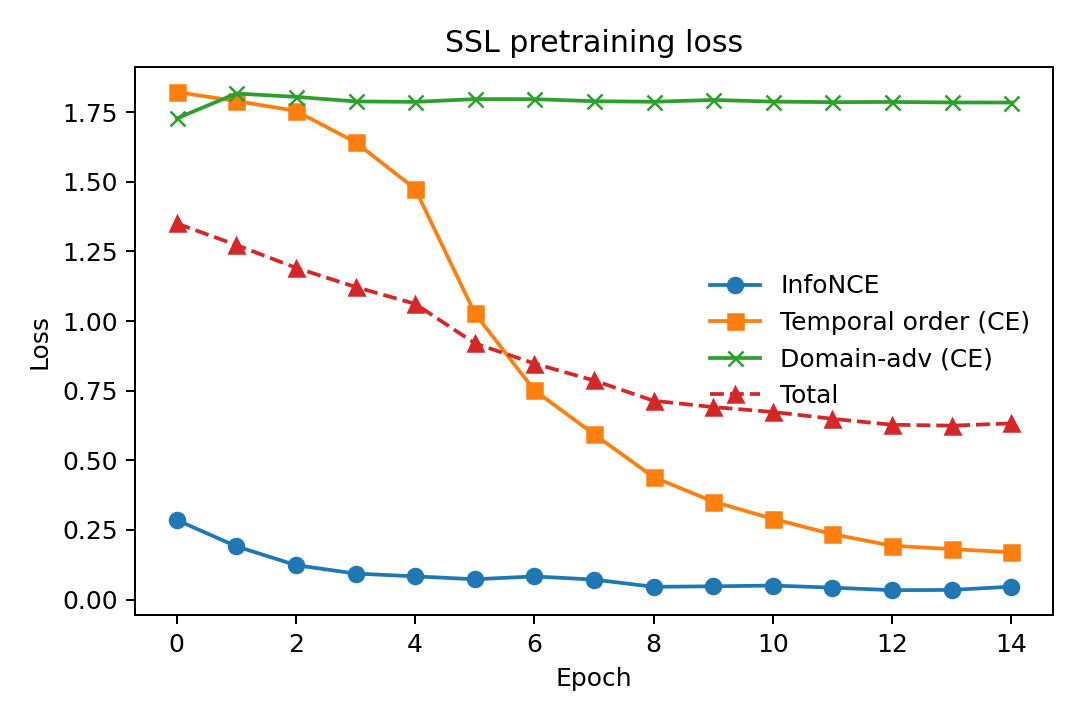 SSL pretraining loss
Loss
1.75
1.50
1.25
1.00
0.75
0.50
0.25
0.00
InfoNCE
Temporal order (CE)
Domain-adv (CE)
Total
0 2 4 6 8 10 12 14
Epoch